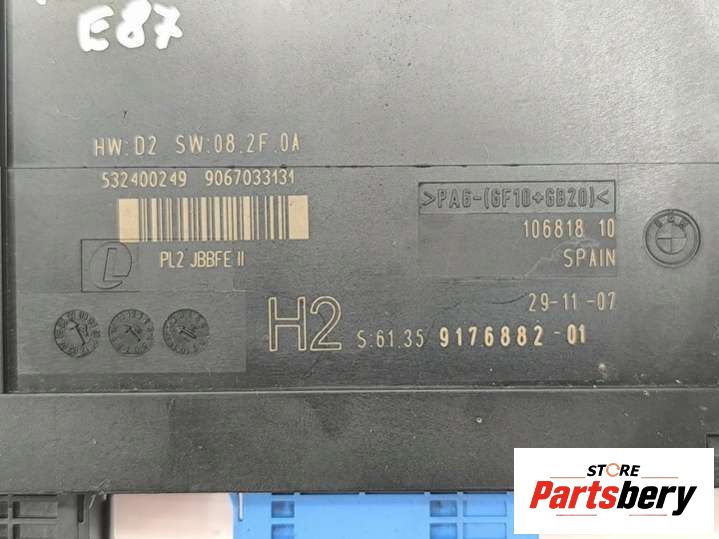 E87
HW:D2 SW:08.2F.0A
532400249 9067033131
>PA6-(GF10+GB20)<
106818 10
SPAIN
PL2 JBBFE II
L
29-11-07
H2 S:61.35 9176882-01
STORE
Partsbery